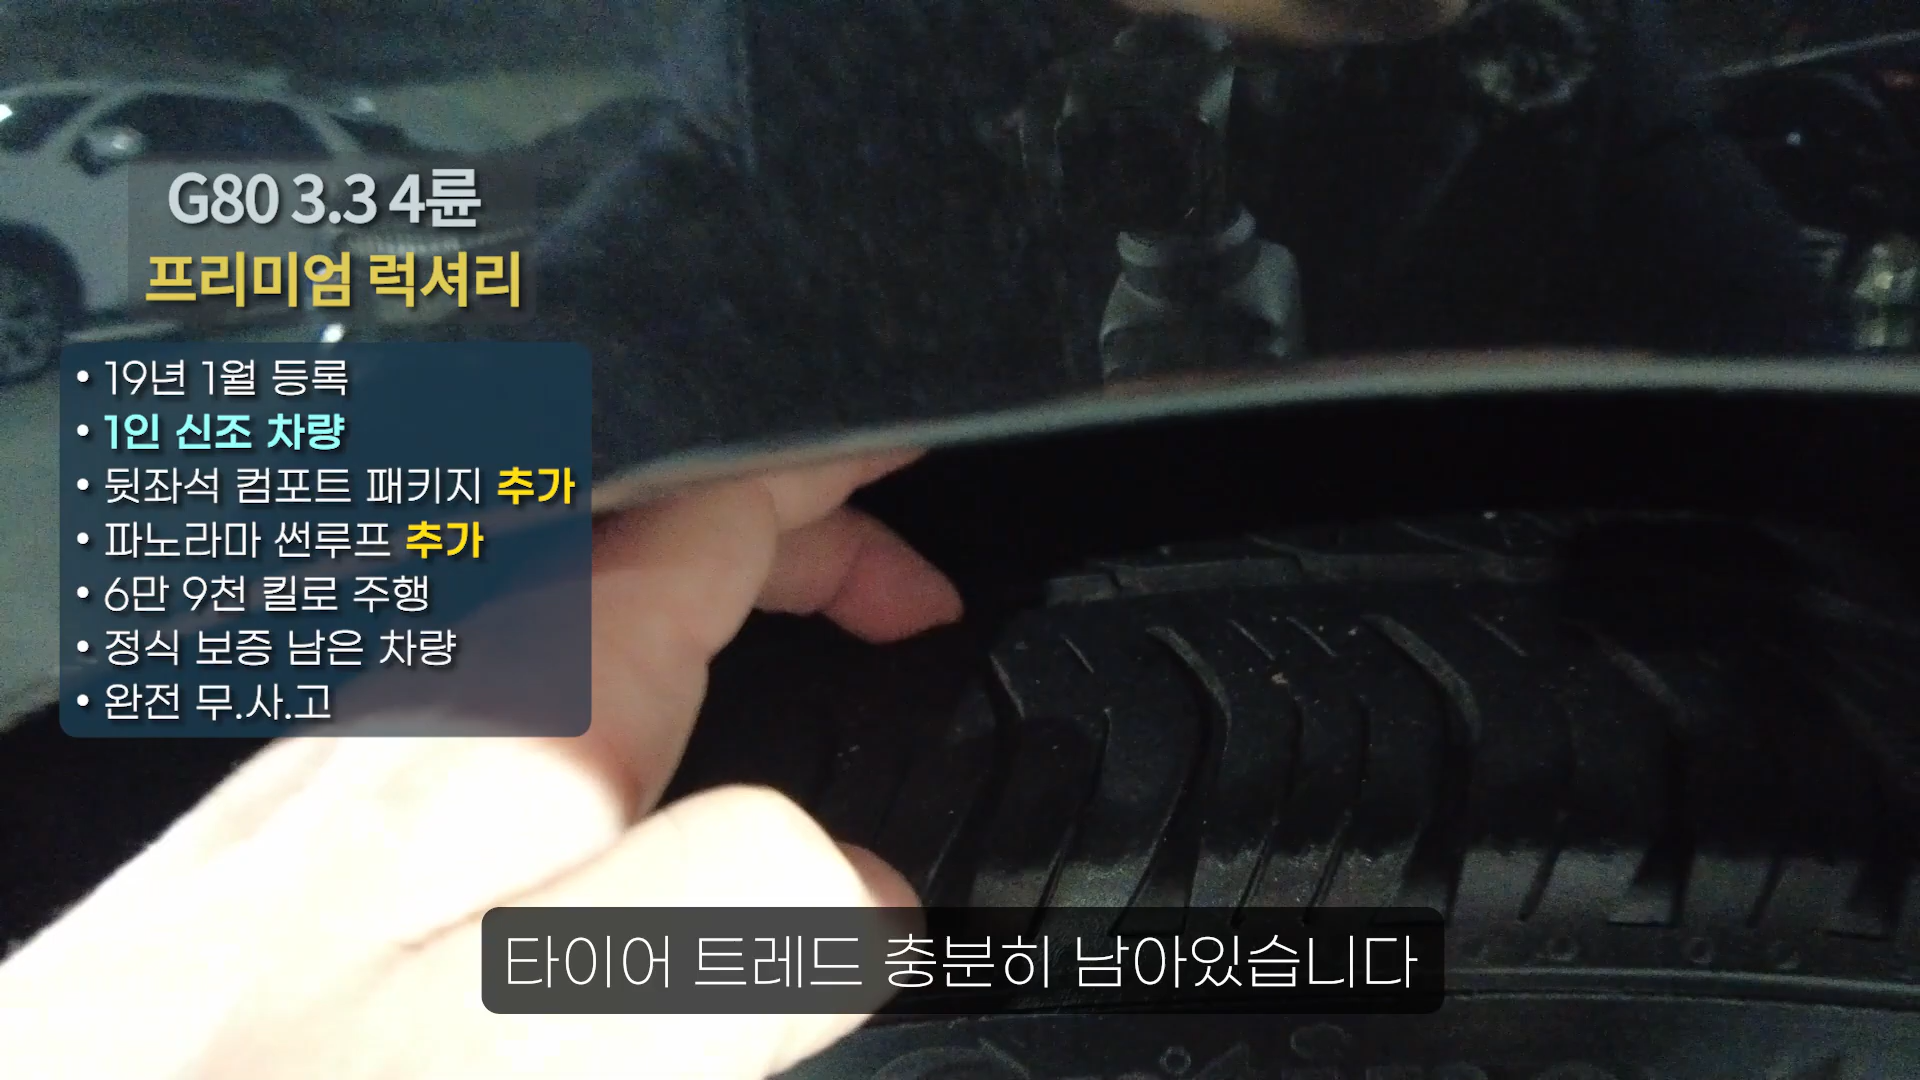 G80 3.3 4륜
프리미엄 럭셔리
• 19년 1월 등록
• 1인 신조 차량
• 뒷좌석 컴포트 패키지 추가
• 파노라마 썬루프 추가
• 6만 9천 킬로 주행
• 정식 보증 남은 차량
• 완전 무.사.고
타이어 트레드 충분히 남아있습니다